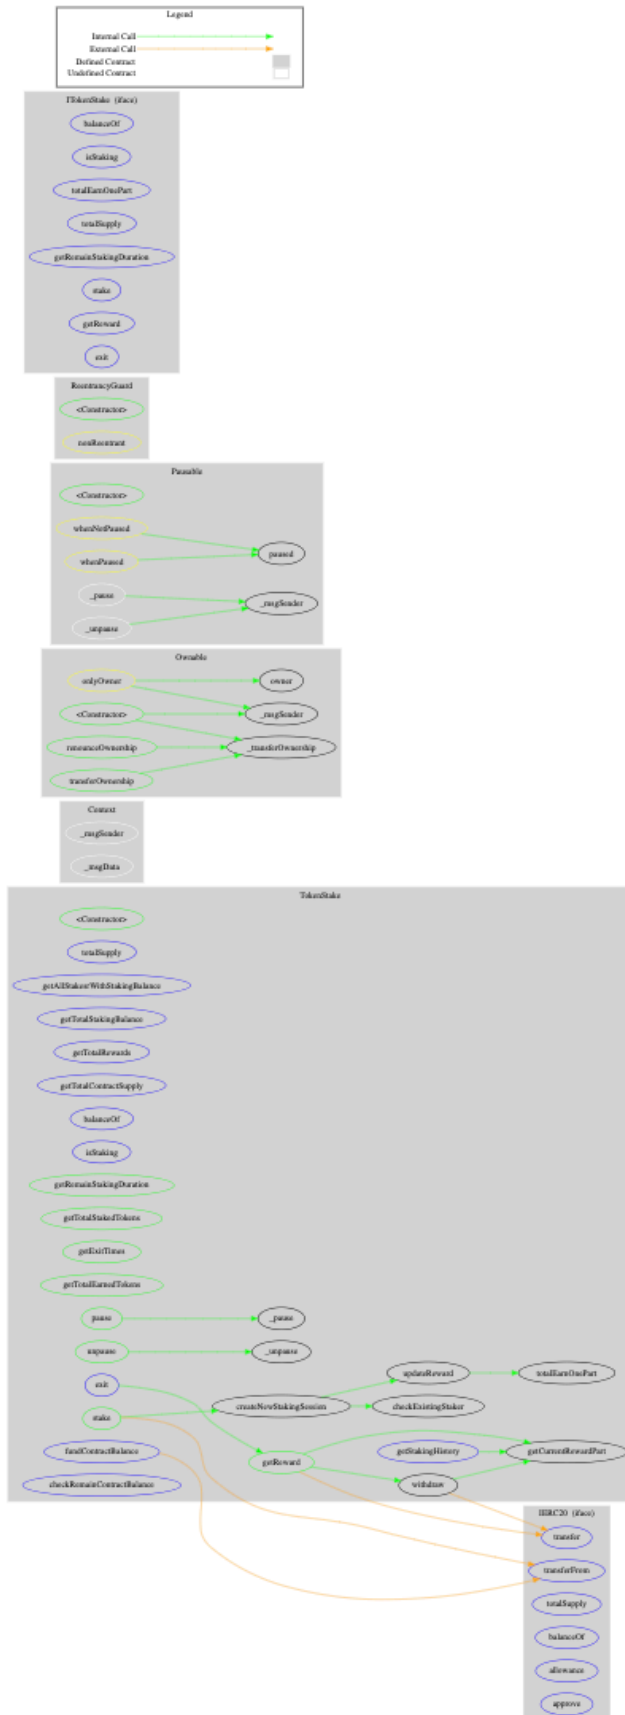 Legend
Internal Call
External Call
Defined Contract
Undefined Contract
ITokenStake (iface)
balanceOf
isStaking
totalEarnOnePart
totalSupply
getRemainStakingDuration
stake
getReward
exit
ReentrancyGuard
<Constructor>
nonReentrant
Pausable
<Constructor>
whenNotPaused
whenPaused
paused
_pause
_msgSender
_unpause
Ownable
onlyOwner
owner
<Constructor>
_msgSender
renounceOwnership
_transferOwnership
transferOwnership
Context
_msgSender
_msgData
TokenStake
<Constructor>
totalSupply
getTotalStakingBalance
getTotalRewards
getTotalContractSupply
balanceOf
isStaking
getRemainStakingDuration
getTotalStakedTokens
getExitTimes
getTotalEarnedTokens
pause
_pause
unpause
_unpause
updateReward
totalEarnOnePart
exit
createNewStakingSession
checkExistingStaker
stake
fundContractBalance
getReward
getStakingHistory
getCurrentRewardPart
checkRemainContractBalance
withdraw
IERC20 (iface)
transfer
transferFrom
totalSupply
balanceOf
allowance
approve